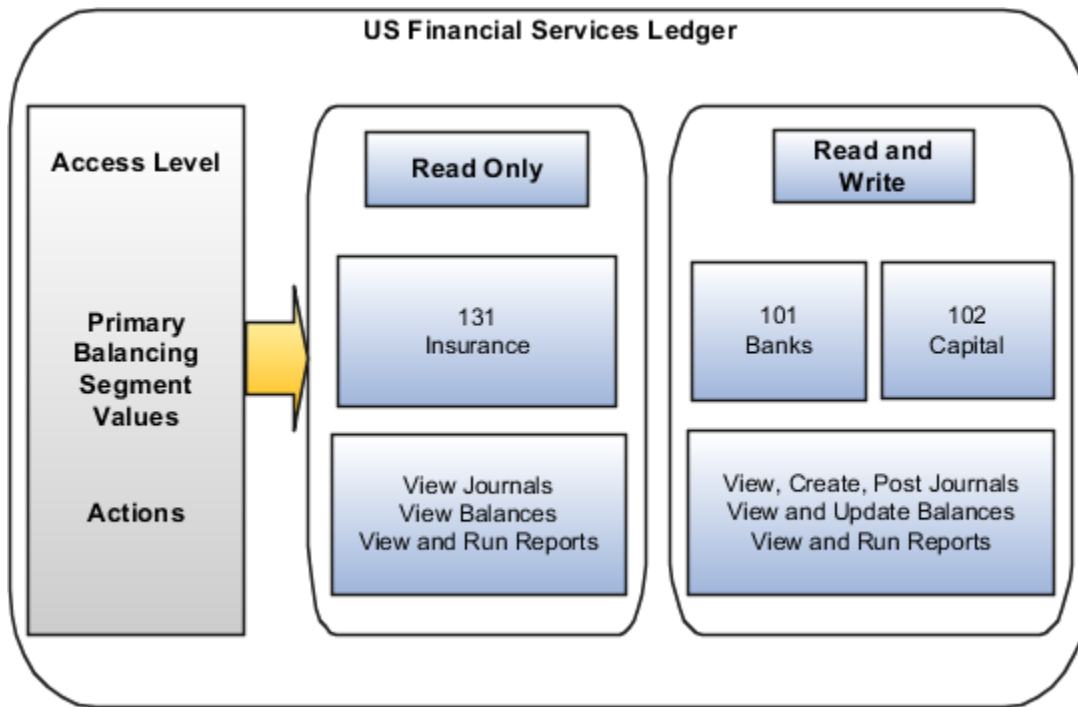 US Financial Services Ledger
Access Level
Primary
Balancing
Segment
Values
Actions
Read Only
131
Insurance
View Journals
View Balances
View and Run Reports
Read and
Write
101
Banks
102
Capital
View, Create, Post Journals
View and Update Balances
View and Run Reports